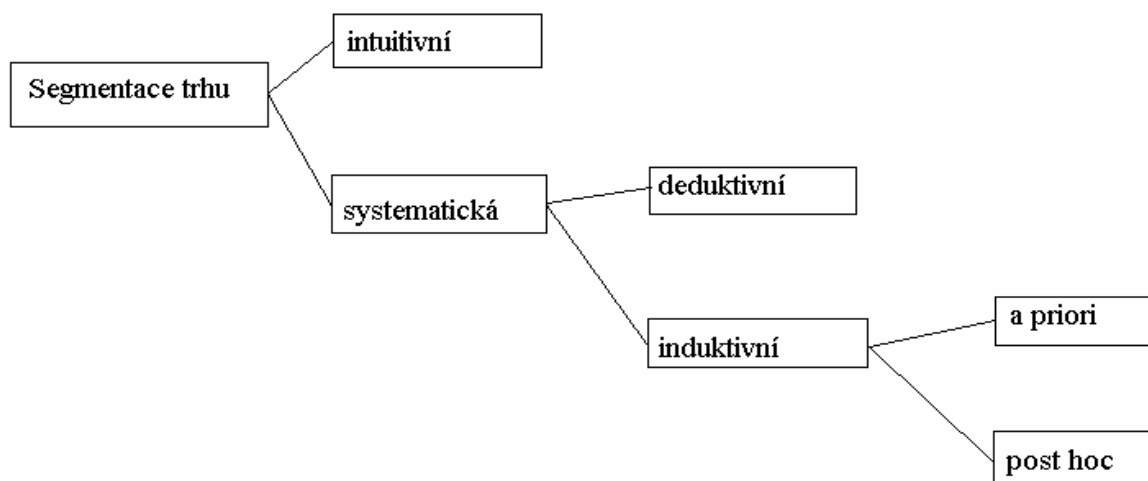 intuitivní
Segmentace trhu
systematická
deduktivní
induktivní
a priori
post hoc